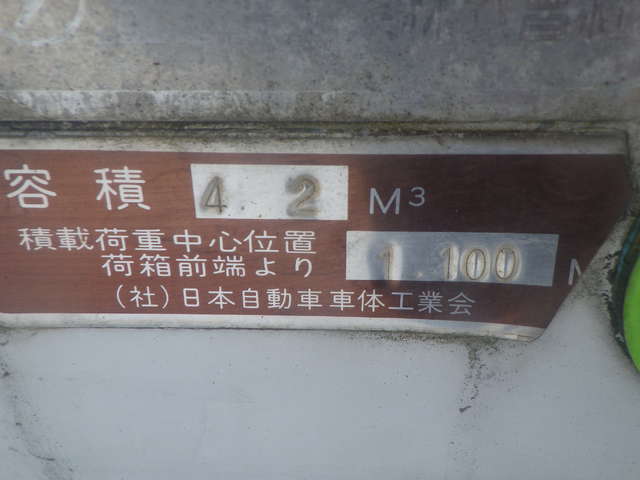 容積 4.2 M³
積載荷重中心位置
荷箱前端より 1.100 M
(社)日本自動車車体工業会